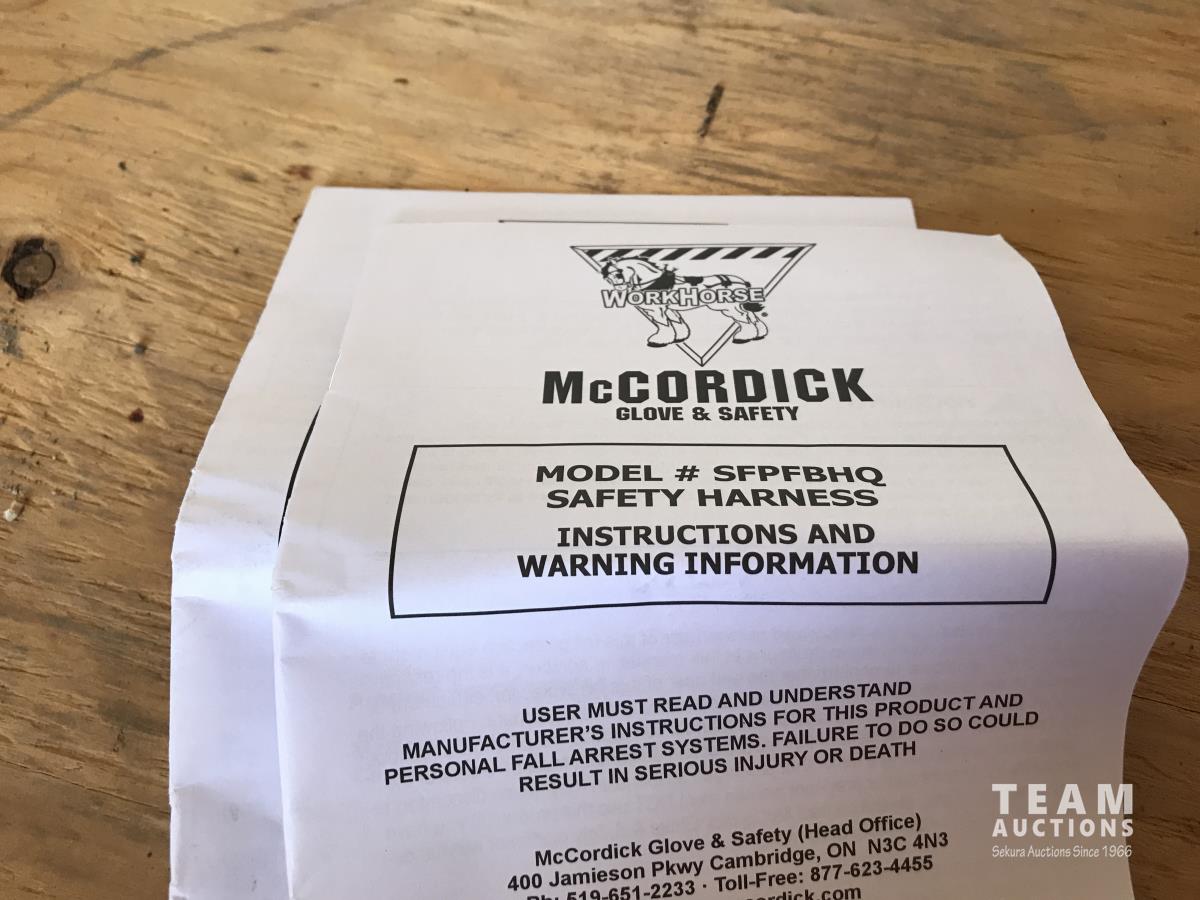 WORKHORSE
McCORDICK
GLOVE & SAFETY
MODEL # SFPFBHQ
SAFETY HARNESS
INSTRUCTIONS AND
WARNING INFORMATION
USER MUST READ AND UNDERSTAND
MANUFACTURER'S INSTRUCTIONS FOR THIS PRODUCT AND
PERSONAL FALL ARREST SYSTEMS. FAILURE TO DO SO COULD
RESULT IN SERIOUS INJURY OR DEATH
McCordick Glove & Safety (Head Office)
400 Jamieson Pkwy Cambridge, ON N3C 4N3
Ph: 519-651-2233 · Toll-Free: 877-623-4455
TEAM
AUCTIONS
Sekura Auctions Since 1966